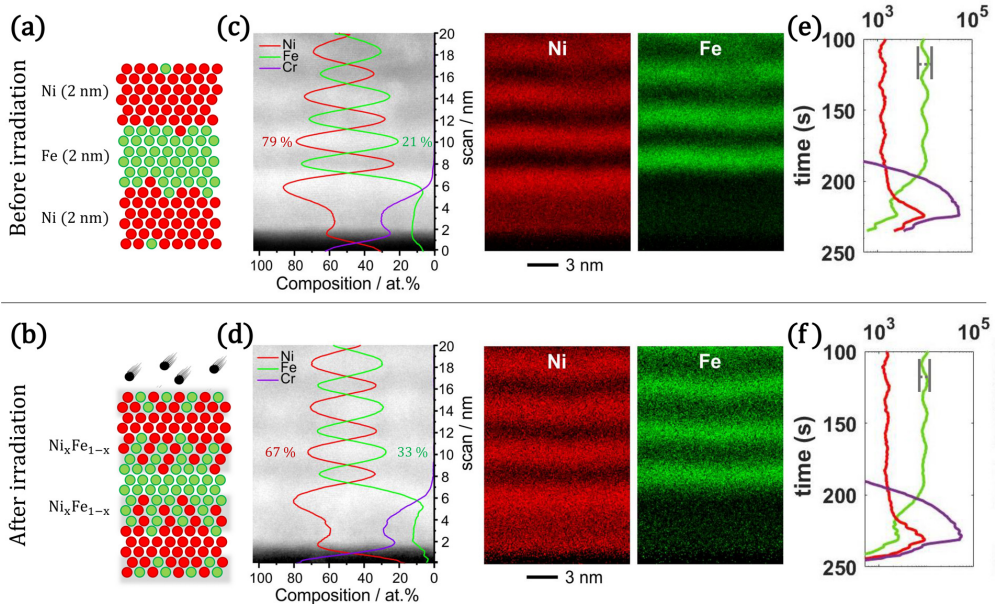 Before irradiation
(a)
Ni (2 nm)
Fe (2 nm)
Ni (2 nm)
(c)
Ni
Fe
Cr
79 %
21 %
20
18
16
14
12
10
8
6
4
2
0
scan / nm
100 80 60 40 20 0
Composition / at.%
Ni
Fe
3 nm
(e)
10³ 10⁵
100
150
200
250
time (s)
After irradiation
(b)
NiₓFe₁₋ₓ
NiₓFe₁₋ₓ
(d)
Ni
Fe
Cr
67 %
33 %
20
18
16
14
12
10
8
6
4
2
0
scan / nm
100 80 60 40 20 0
Composition / at.%
Ni
Fe
3 nm
(f)
10³ 10⁵
100
150
200
250
time (s)